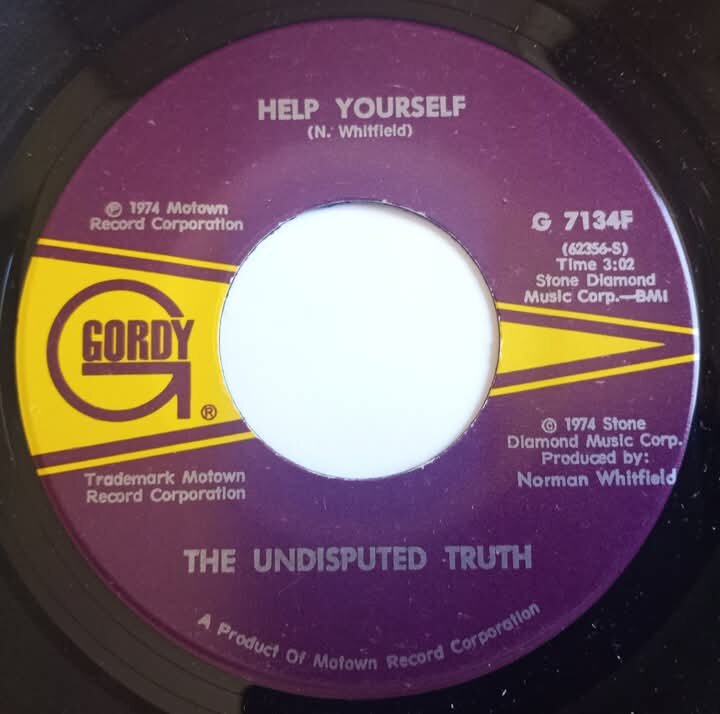 HELP YOURSELF
(N. Whitfield)
℗ 1974 Motown
Record Corporation
G 7134F
(62356-S)
Time 3:02
Stone Diamond
Music Corp.—BMI
GORDY
®
© 1974 Stone
Diamond Music Corp.
Produced by:
Norman Whitfield
Trademark Motown
Record Corporation
THE UNDISPUTED TRUTH
A Product Of Motown Record Corporation